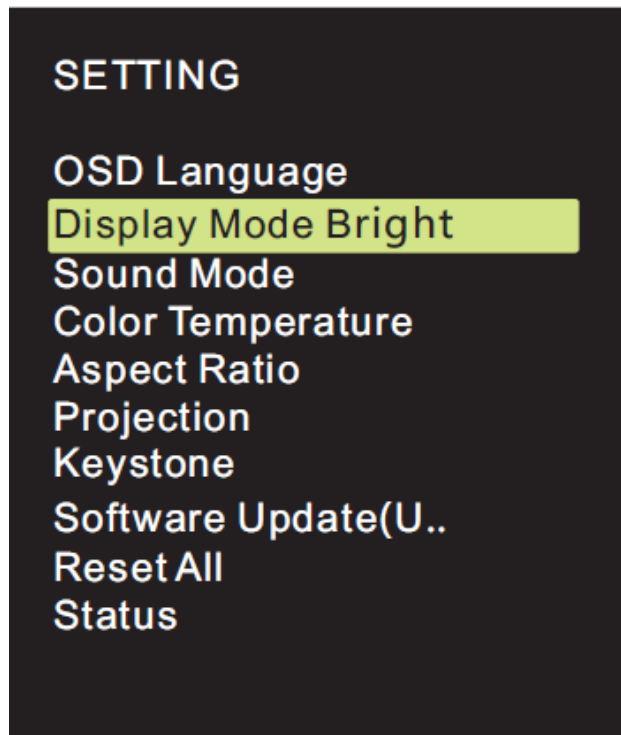 SETTING
OSD Language
Display Mode Bright
Sound Mode
Color Temperature
Aspect Ratio
Projection
Keystone
Software Update(U..
Reset All
Status